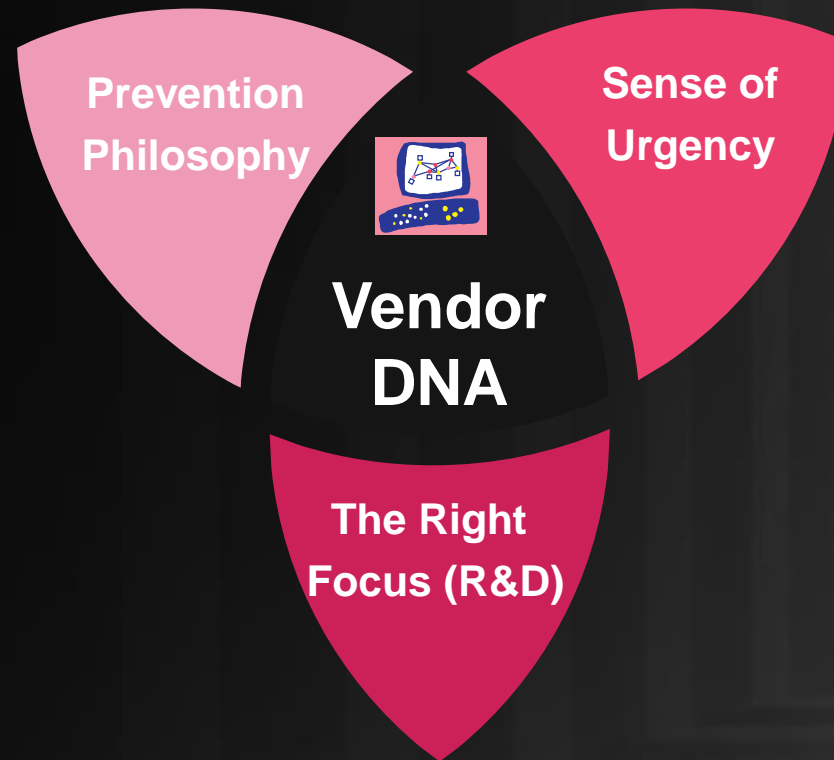 Prevention
Philosophy
Sense of
Urgency
Vendor
DNA
The Right
Focus (R&D)